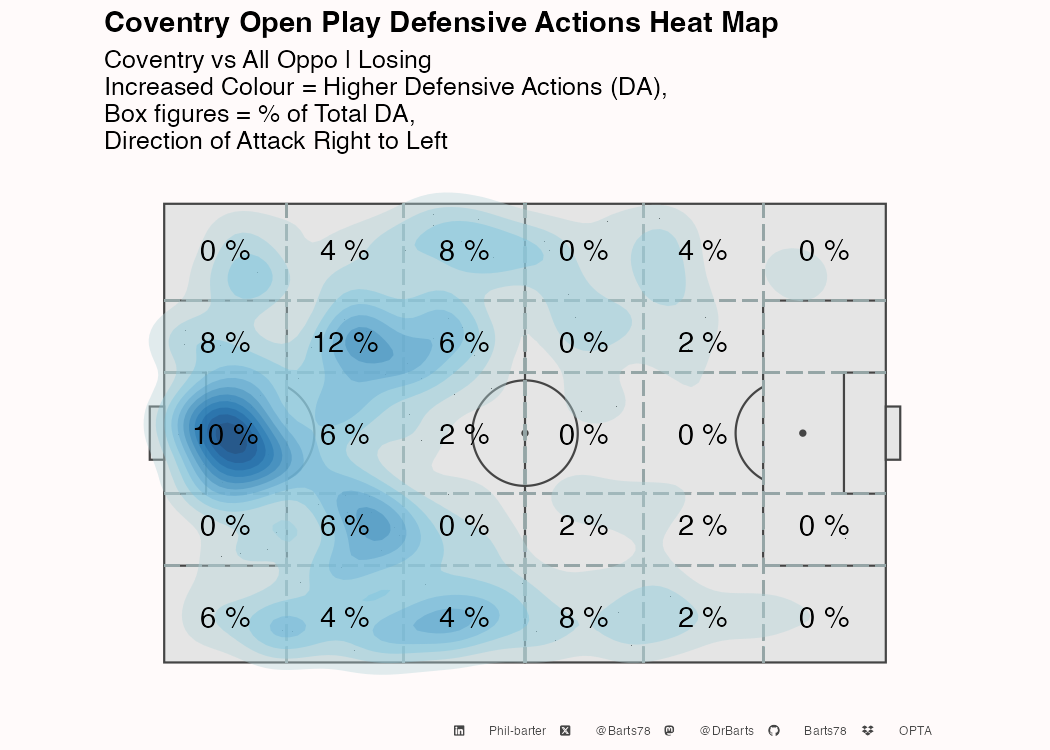 Coventry Open Play Defensive Actions Heat Map
Coventry vs All Oppo | Losing
Increased Colour = Higher Defensive Actions (DA),
Box figures = % of Total DA,
Direction of Attack Right to Left
0 % 4 % 8 % 0 % 4 % 0 %
8 % 12 % 6 % 0 % 2 %
10 % 6 % 2 % 0 % 0 %
0 % 6 % 0 % 2 % 2 % 0 %
6 % 4 % 4 % 8 % 2 % 0 %
Phil-barter @Barts78 @DrBarts Barts78 OPTA